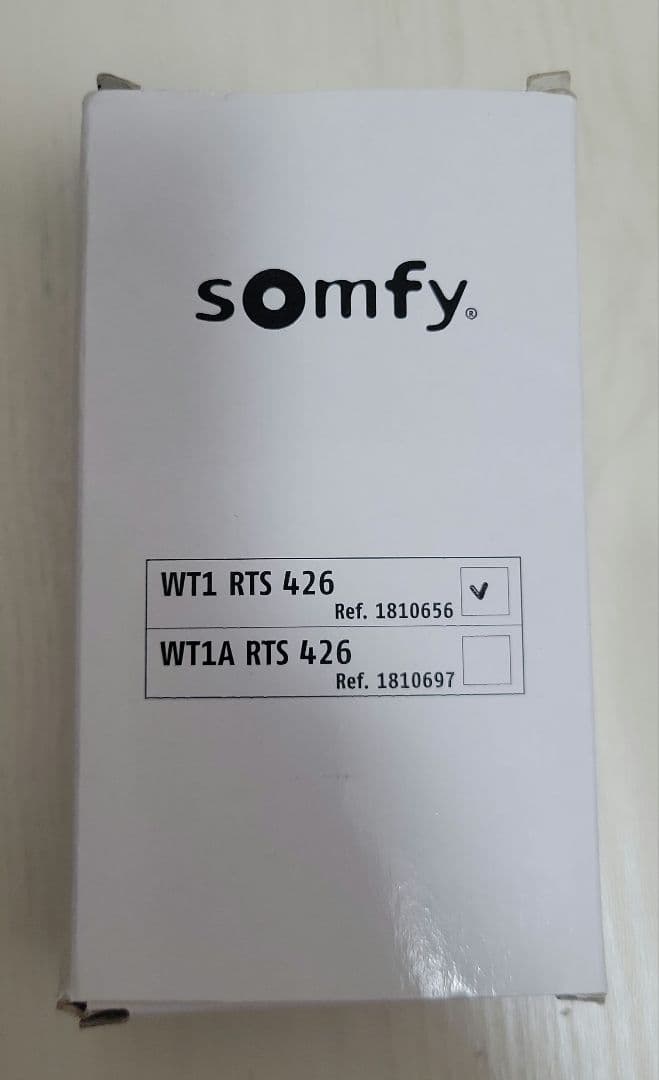 somfy®
WT1 RTS 426
Ref. 1810656
WT1A RTS 426
Ref. 1810697